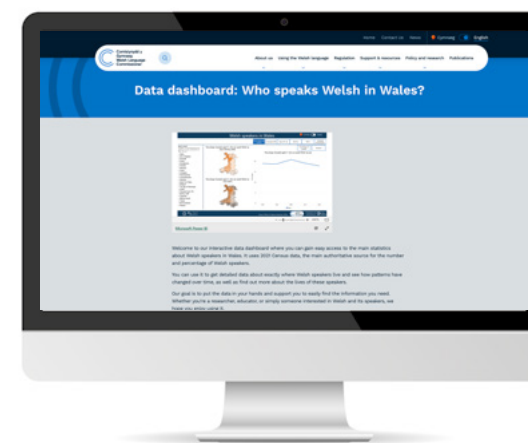 Home Contact us News Cymraeg English
Comisiynydd y
Gymraeg
Welsh Language
Commissioner
About us Using the Welsh language Regulation Support & resources Policy and research Publications
Data dashboard: Who speaks Welsh in Wales?
Welsh speakers in Wales
Microsoft Power BI
Welcome to our interactive data dashboard where you can gain easy access to the main statistics
about Welsh speakers in Wales. It uses 2021 Census data, the main authoritative source for the number
and percentage of Welsh speakers.
You can use it to get detailed data about exactly where Welsh speakers live and see how patterns have
changed over time, as well as find out more about the lives of these speakers.
Our goal is to put the data in your hands and support you to easily find the information you need.
Whether you're a researcher, educator, or simply someone interested in Welsh and its speakers, we
hope you enjoy using it.